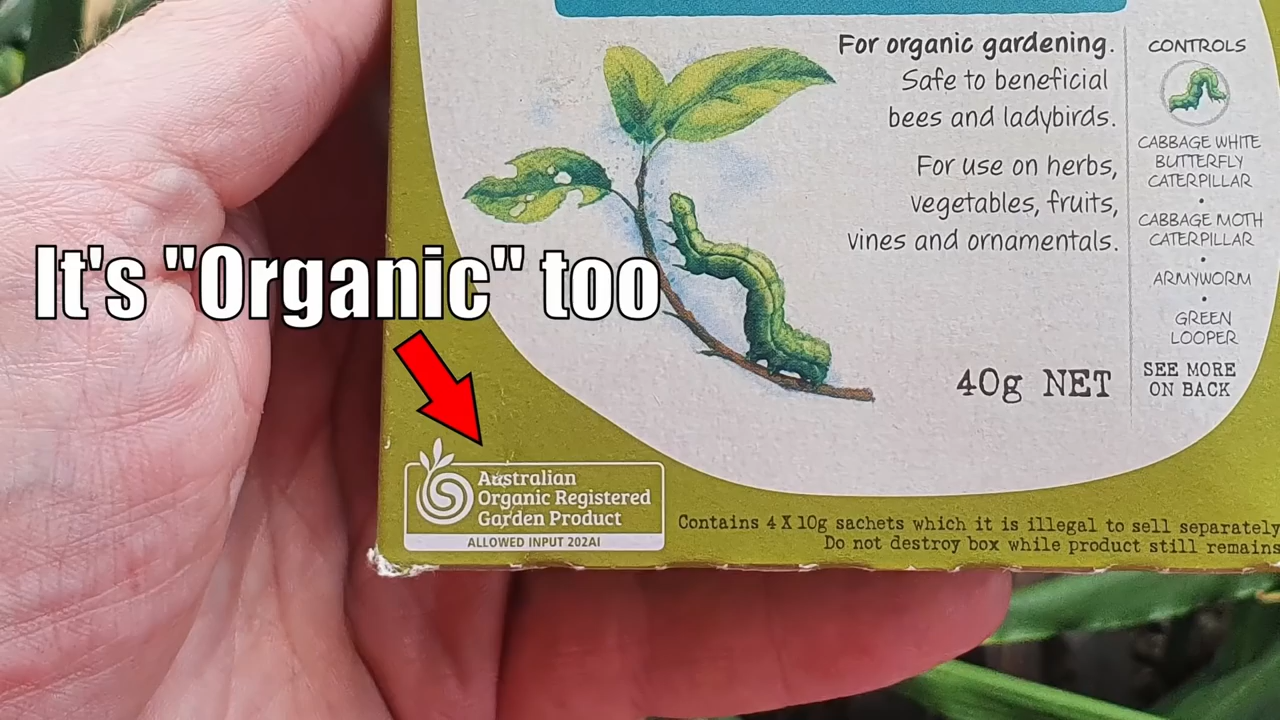 For organic gardening.
Safe to beneficial
bees and ladybirds.
For use on herbs,
vegetables, fruits,
vines and ornamentals.
40g NET
CONTROLS
CABBAGE WHITE
BUTTERFLY
CATERPILLAR
•
CABBAGE MOTH
CATERPILLAR
•
ARMYWORM
•
GREEN
LOOPER
SEE MORE
ON BACK
It's "Organic" too
Australian
Organic Registered
Garden Product
ALLOWED INPUT 202AI
Contains 4 X 10g sachets which it is illegal to sell separately
Do not destroy box while product still remains